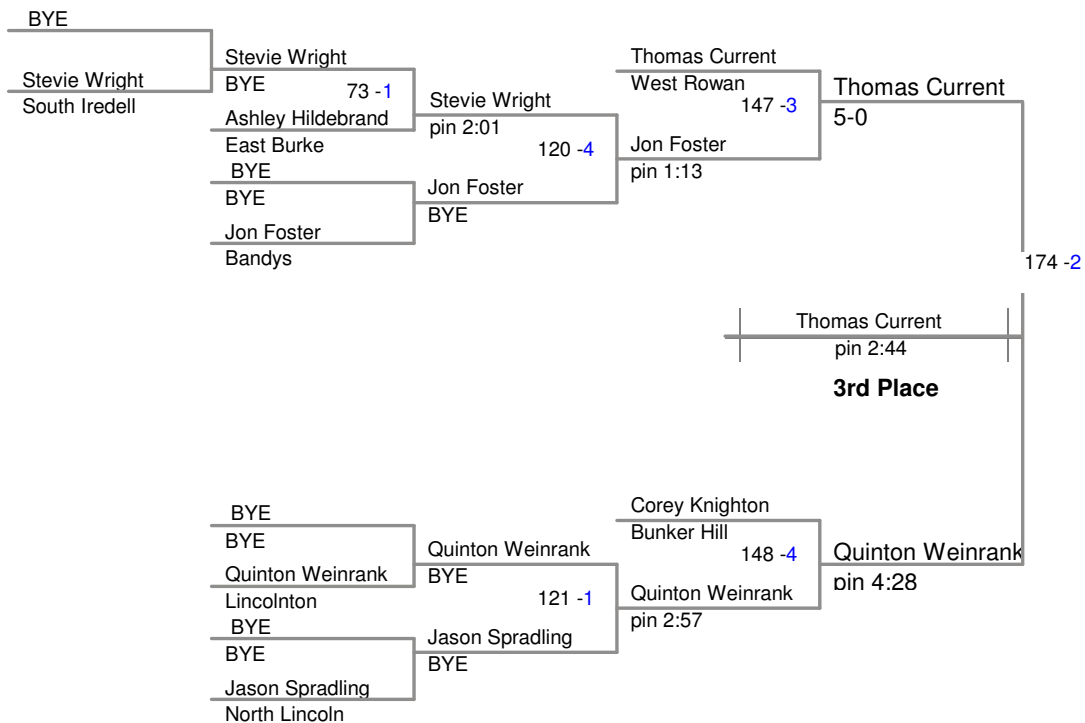 BYE
Stevie Wright
South Iredell
Stevie Wright
BYE
73 -1
Ashley Hildebrand
East Burke
BYE
BYE
Jon Foster
Bandys
Stevie Wright
pin 2:01
120 -4
Jon Foster
BYE
Thomas Current
West Rowan
147 -3
Jon Foster
pin 1:13
Thomas Current
5-0
174 -2
Thomas Current
pin 2:44
3rd Place
BYE
BYE
Quinton Weinrank
Lincolnton
BYE
BYE
Jason Spradling
North Lincoln
Quinton Weinrank
BYE
121 -1
Jason Spradling
BYE
Corey Knighton
Bunker Hill
148 -4
Quinton Weinrank
pin 2:57
Quinton Weinrank
pin 4:28